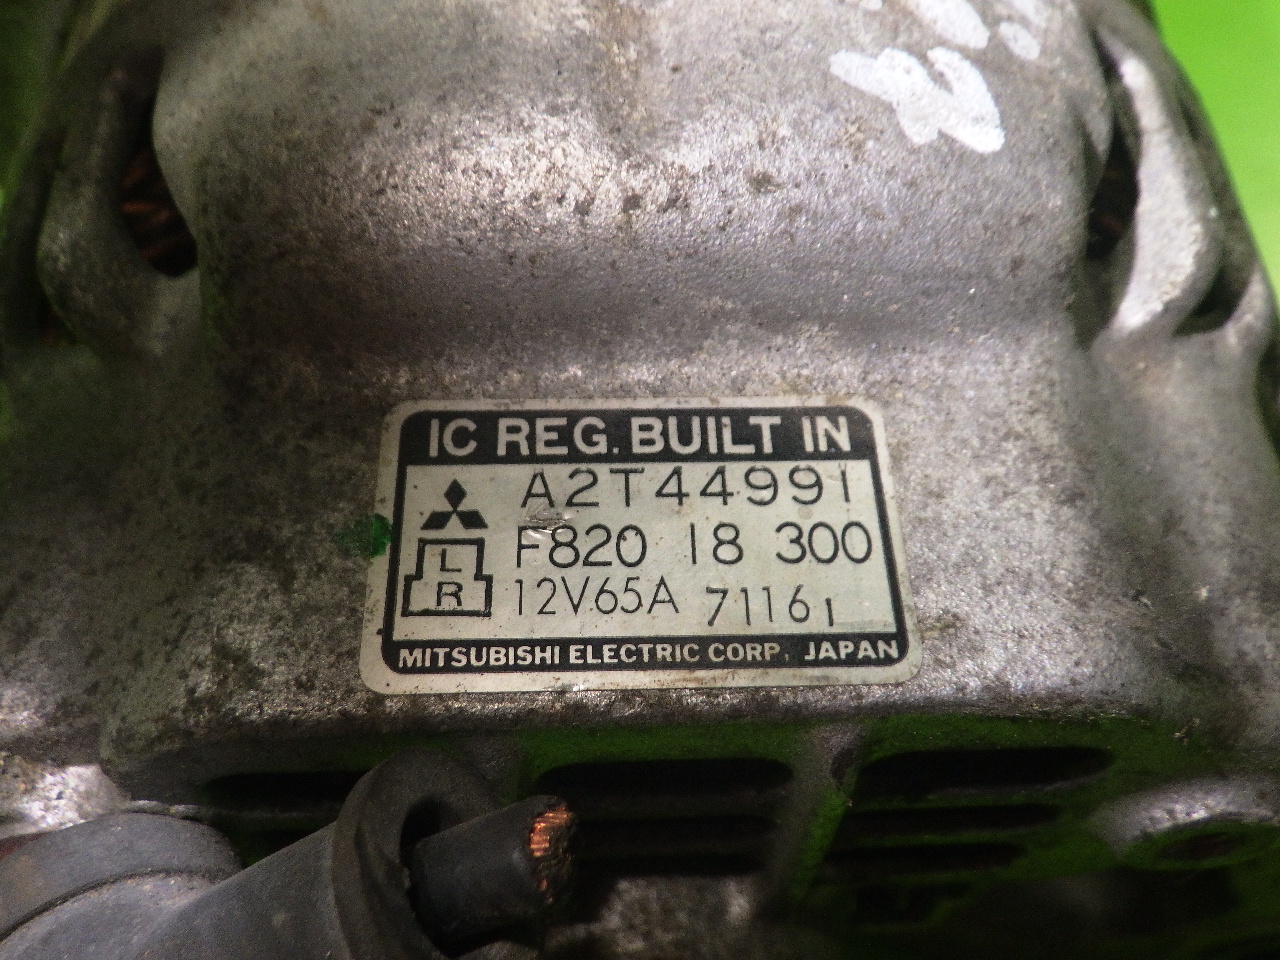 IC REG. BUILT IN
A2T44991
F820 18 300
L
R
12V65A 71161
MITSUBISHI ELECTRIC CORP. JAPAN